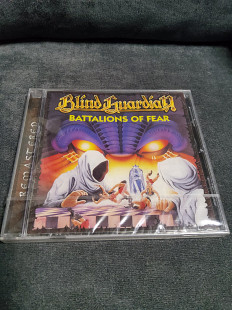 Blind Guardian
BATTALIONS OF FEAR
REMASTERED